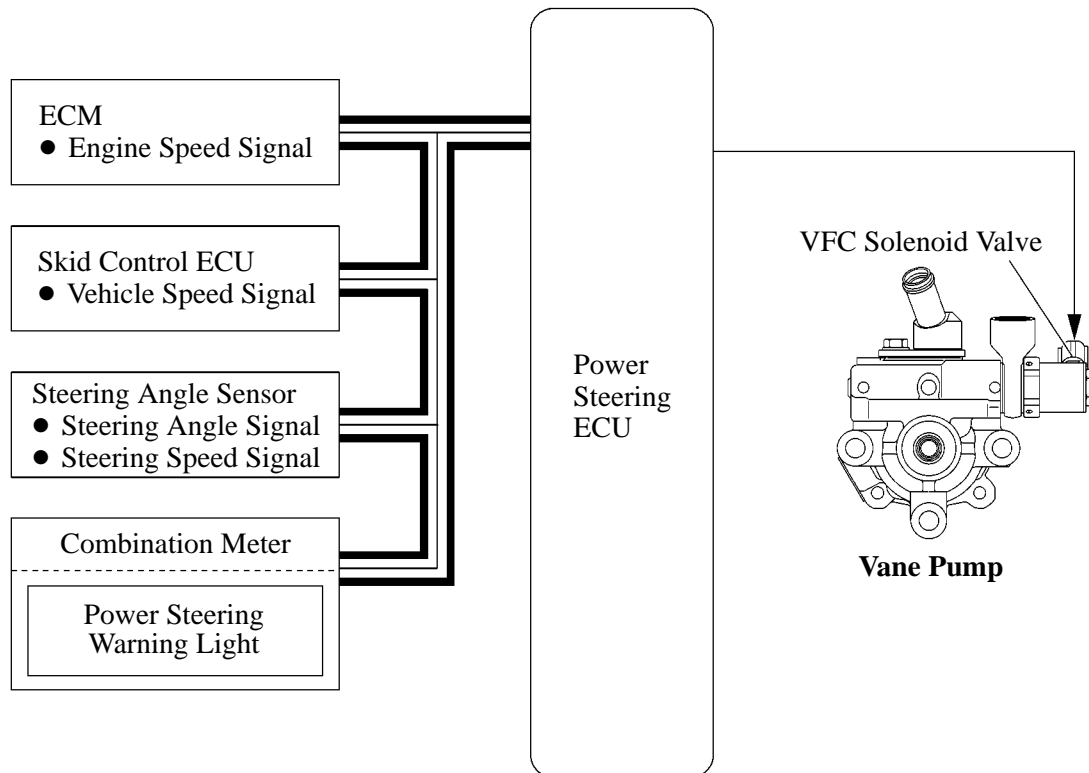 ECM
● Engine Speed Signal
Skid Control ECU
● Vehicle Speed Signal
Steering Angle Sensor
● Steering Angle Signal
● Steering Speed Signal
Combination Meter
Power Steering
Warning Light
Power
Steering
ECU
VFC Solenoid Valve
Vane Pump